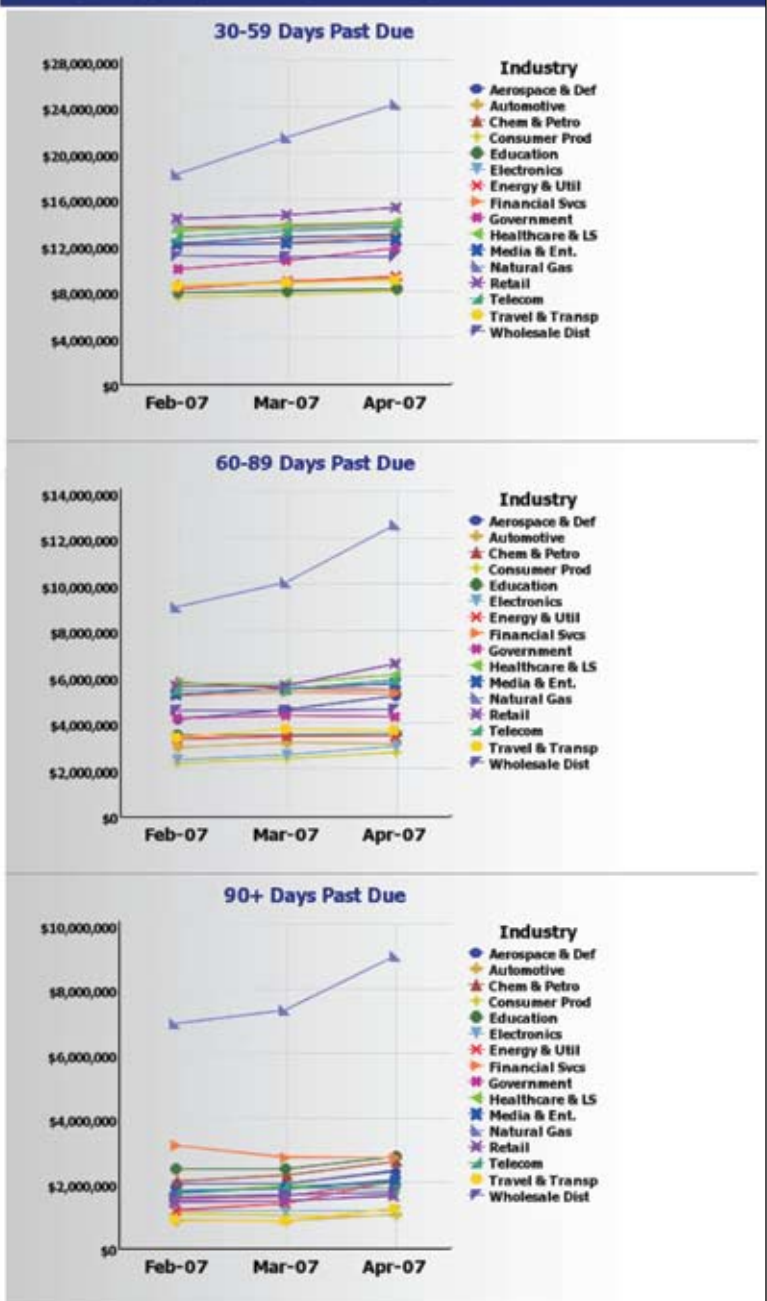 30-59 Days Past Due
$28,000,000
$24,000,000
$20,000,000
$16,000,000
$12,000,000
$8,000,000
$4,000,000
$0
Feb-07 Mar-07 Apr-07
Industry
Aerospace & Def
Automotive
Chem & Petro
Consumer Prod
Education
Electronics
Energy & Util
Financial Svcs
Government
Healthcare & LS
Media & Ent.
Natural Gas
Retail
Telecom
Travel & Transp
Wholesale Dist
60-89 Days Past Due
$14,000,000
$12,000,000
$10,000,000
$8,000,000
$6,000,000
$4,000,000
$2,000,000
$0
Feb-07 Mar-07 Apr-07
Industry
Aerospace & Def
Automotive
Chem & Petro
Consumer Prod
Education
Electronics
Energy & Util
Financial Svcs
Government
Healthcare & LS
Media & Ent.
Natural Gas
Retail
Telecom
Travel & Transp
Wholesale Dist
90+ Days Past Due
$10,000,000
$8,000,000
$6,000,000
$4,000,000
$2,000,000
$0
Feb-07 Mar-07 Apr-07
Industry
Aerospace & Def
Automotive
Chem & Petro
Consumer Prod
Education
Electronics
Energy & Util
Financial Svcs
Government
Healthcare & LS
Media & Ent.
Natural Gas
Retail
Telecom
Travel & Transp
Wholesale Dist